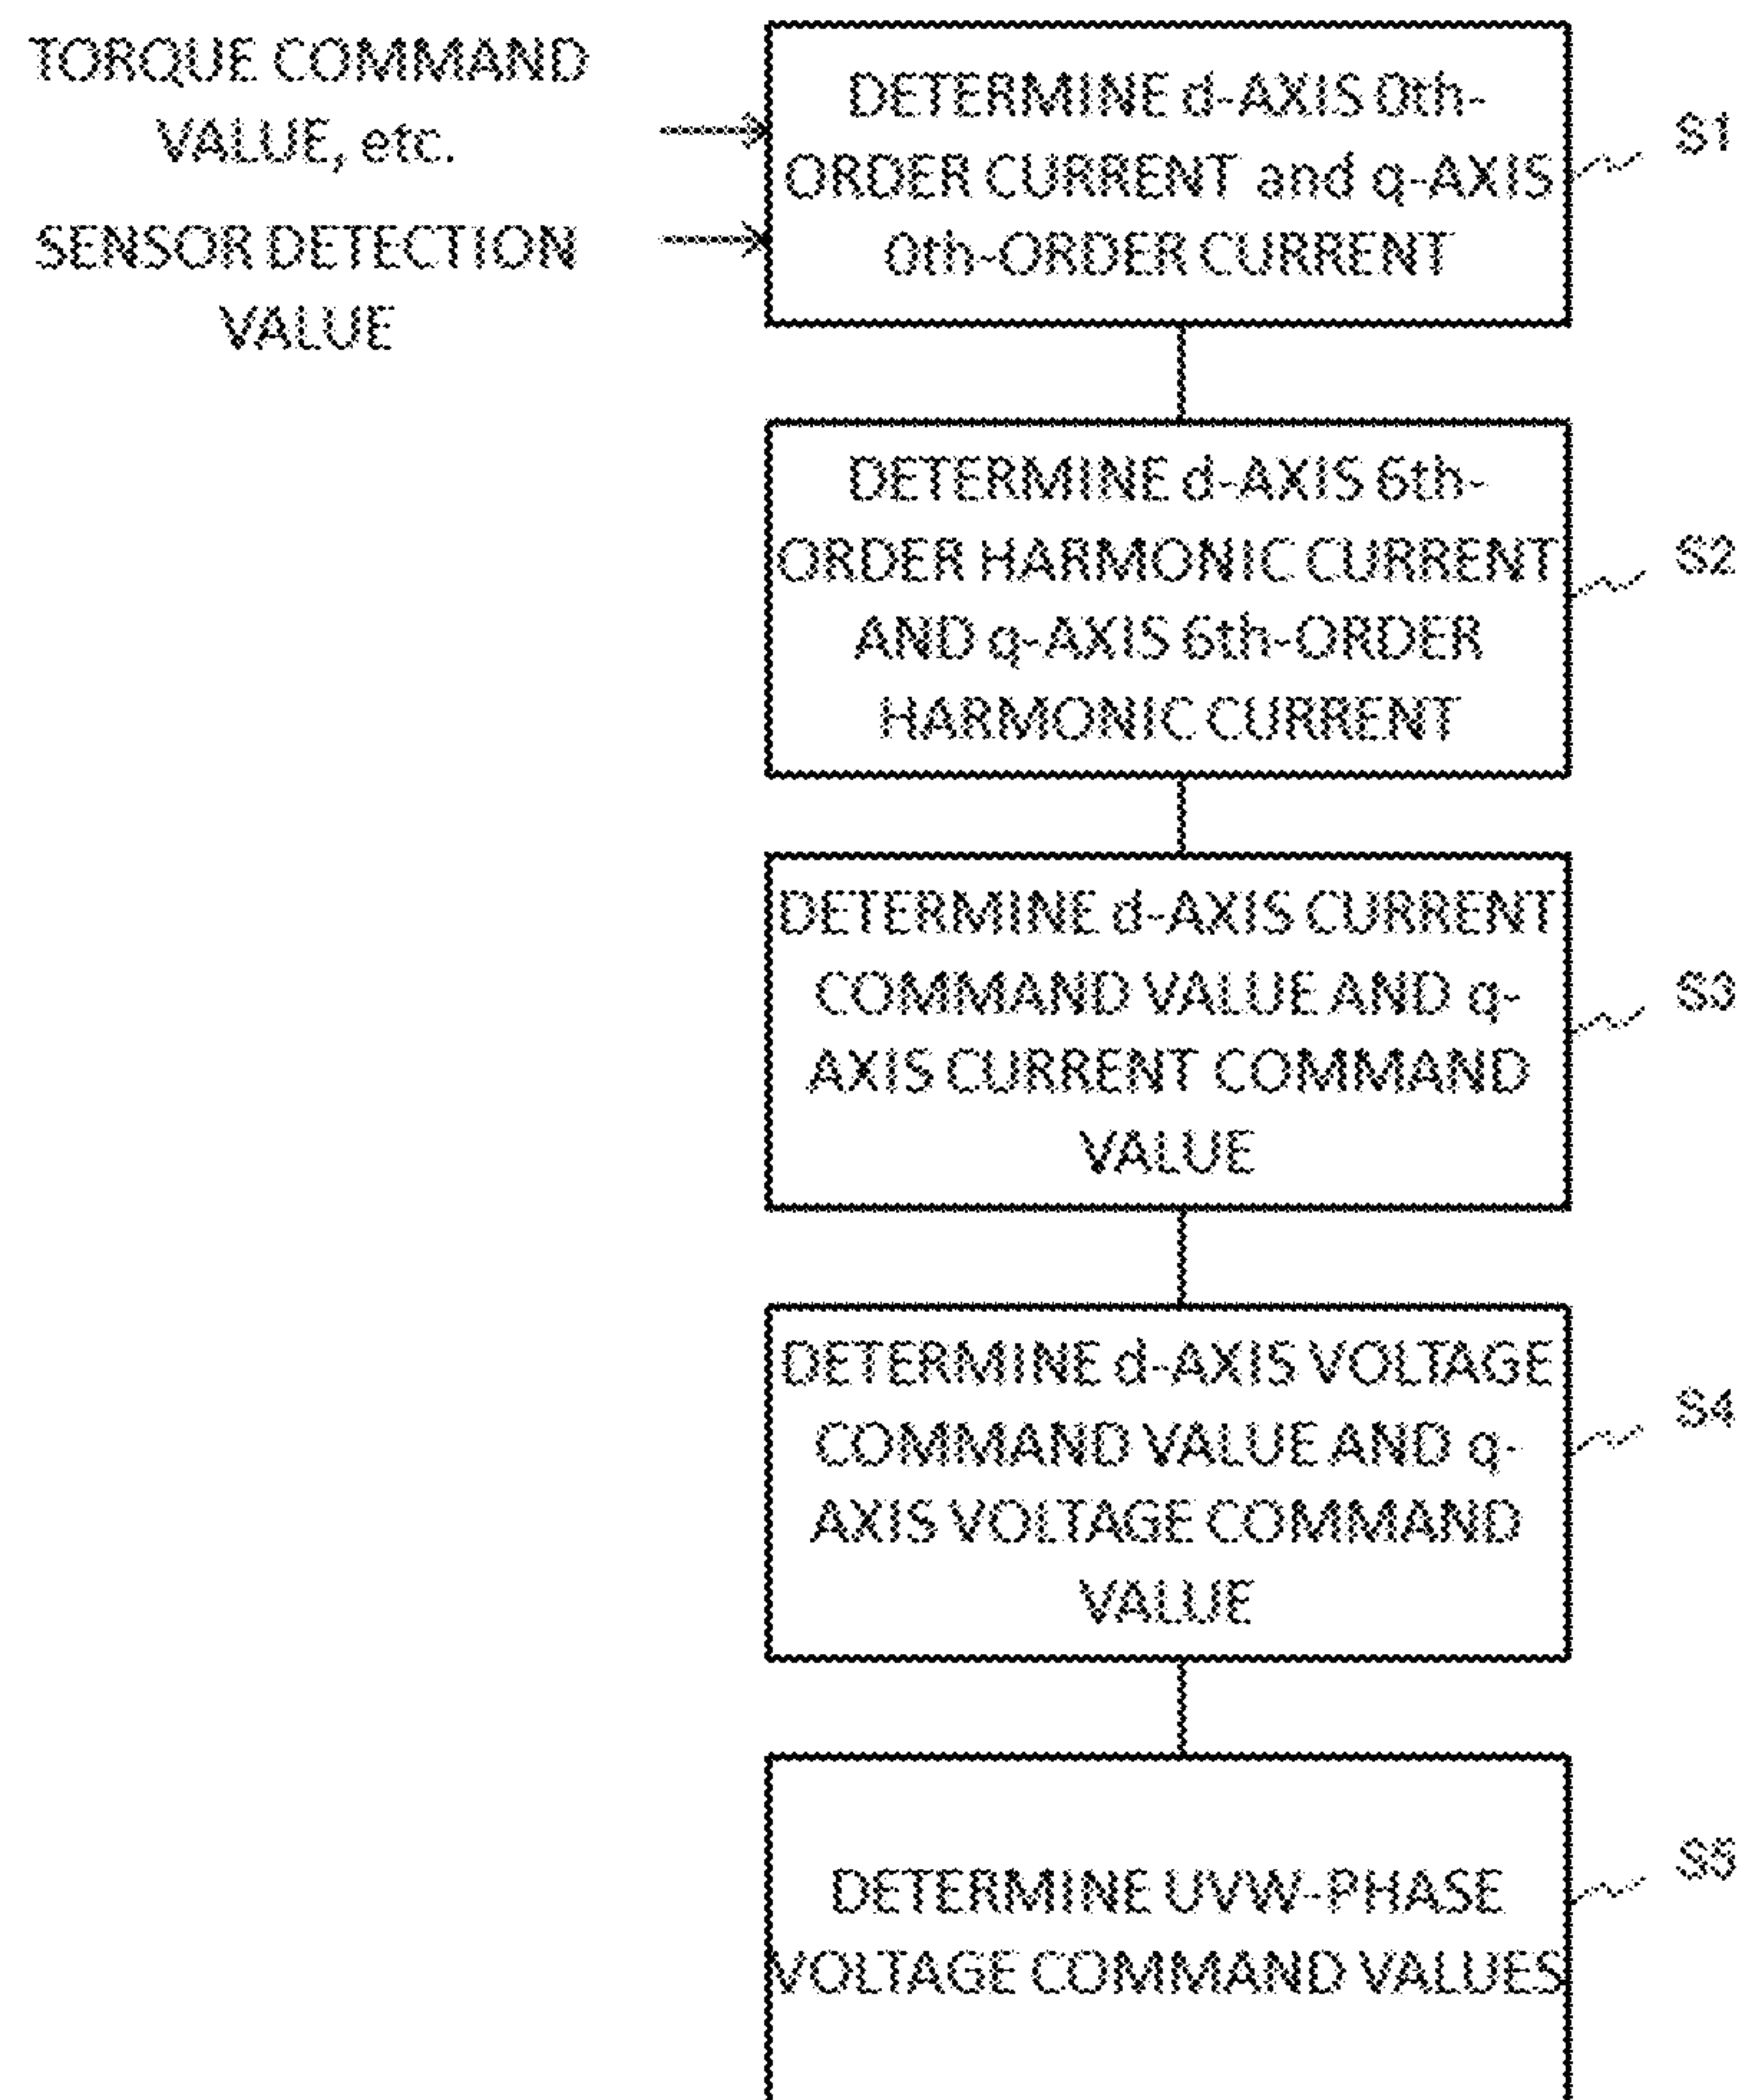 TORQUE COMMAND
VALUE, etc.
SENSOR DETECTION
VALUE
DETERMINE d-AXIS 0th-
ORDER CURRENT and q-AXIS
0th-ORDER CURRENT
S1
DETERMINE d-AXIS 6th-
ORDER HARMONIC CURRENT
AND q-AXIS 6th-ORDER
HARMONIC CURRENT
S2
DETERMINE d-AXIS CURRENT
COMMAND VALUE AND q-
AXIS CURRENT COMMAND
VALUE
S3
DETERMINE d-AXIS VOLTAGE
COMMAND VALUE AND q-
AXIS VOLTAGE COMMAND
VALUE
S4
DETERMINE UVW-PHASE
VOLTAGE COMMAND VALUES
S5